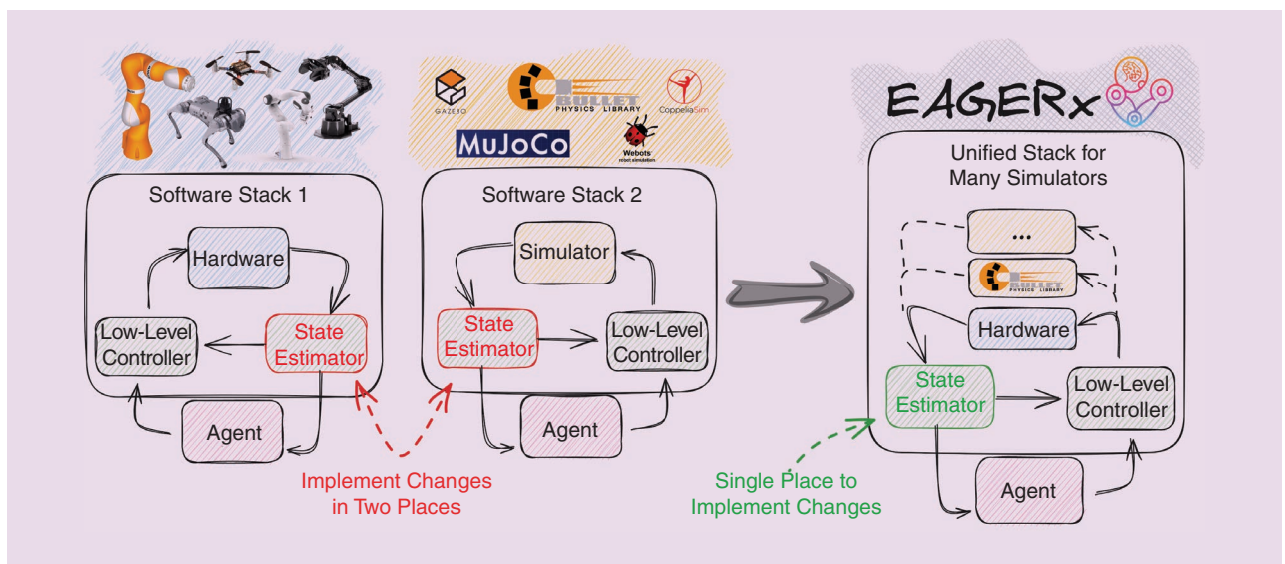 GAZEBO
BULLET
PHYSICS LIBRARY
CoppeliaSim
MuJoCo
Webots
robot simulation
EAGERx
Software Stack 1
Hardware
Low-Level
Controller
State
Estimator
Agent
Software Stack 2
Simulator
State
Estimator
Low-Level
Controller
Agent
Implement Changes
in Two Places
Unified Stack for
Many Simulators
...
BULLET
PHYSICS LIBRARY
Hardware
State
Estimator
Low-Level
Controller
Agent
Single Place to
Implement Changes